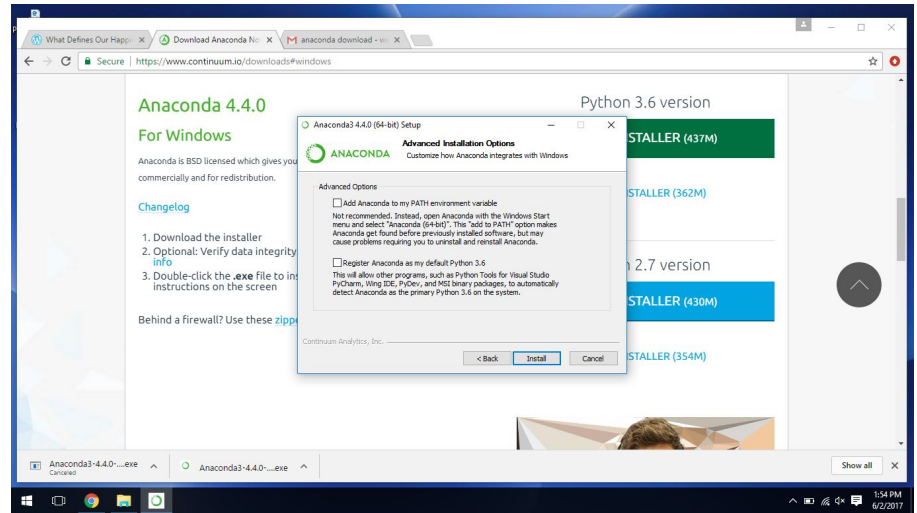 What Defines Our Happ
Download Anaconda No
anaconda download - w
Secure
https://www.continuum.io/downloads#windows
Anaconda 4.4.0
For Windows
Anaconda is BSD licensed which gives you
commercially and for redistribution.
Changelog
1. Download the installer
2. Optional: Verify data integrity
info
3. Double-click the .exe file to ins
instructions on the screen
Behind a firewall? Use these zippe
Python 3.6 version
STALLER (437M)
STALLER (362M)
n 2.7 version
STALLER (430M)
STALLER (354M)
Anaconda3 4.4.0 (64-bit) Setup
ANACONDA
Advanced Installation Options
Customize how Anaconda integrates with Windows
Advanced Options
Add Anaconda to my PATH environment variable
Not recommended. Instead, open Anaconda with the Windows Start
menu and select "Anaconda (64-bit)". This "add to PATH" option makes
Anaconda get found before previously installed software, but may
cause problems requiring you to uninstall and reinstall Anaconda.
Register Anaconda as my default Python 3.6
This will allow other programs, such as Python Tools for Visual Studio
PyCharm, Wing IDE, PyDev, and MSI binary packages, to automatically
detect Anaconda as the primary Python 3.6 on the system.
Continuum Analytics, Inc.
< Back
Install
Cancel
Anaconda3-4.4.0-....exe
Canceled
Anaconda3-4.4.0-....exe
Show all
1:54 PM
6/2/2017